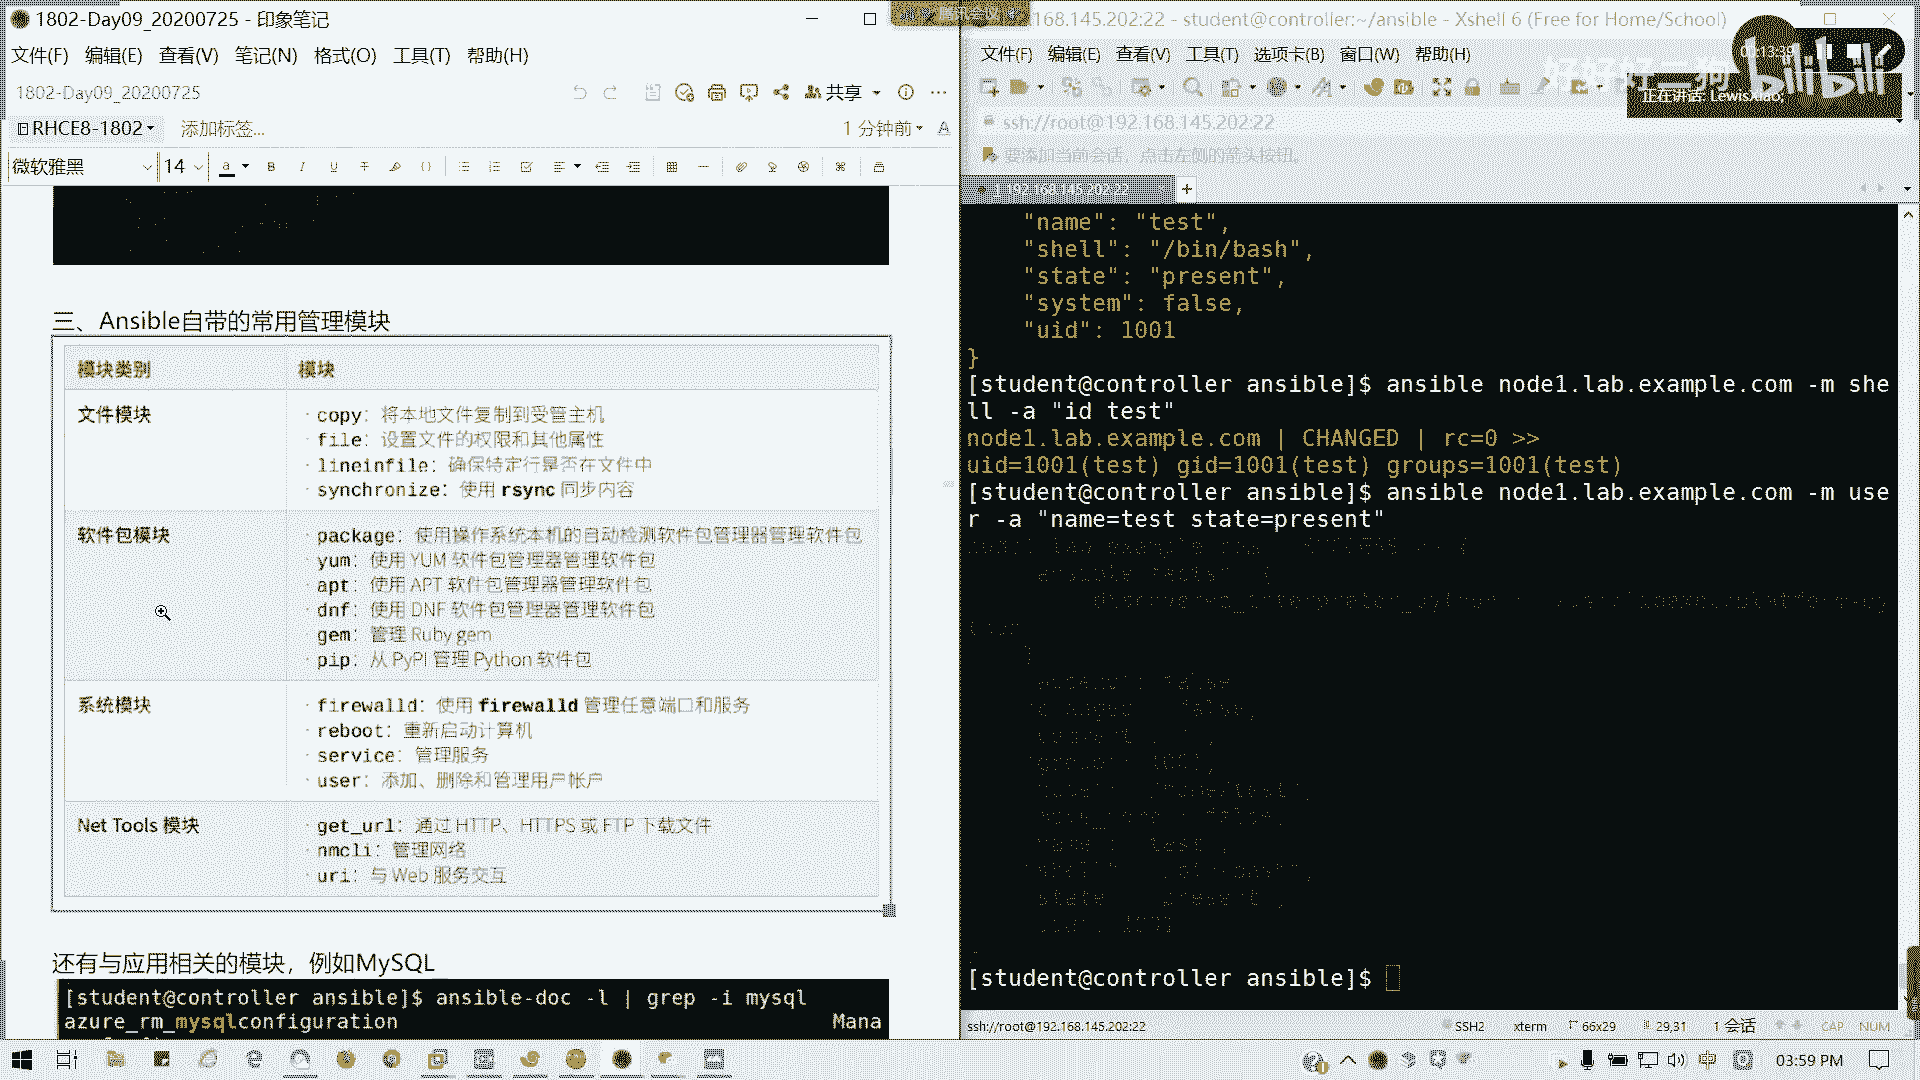 1802-Day09_20200725 - 印象笔记
文件(F) 编辑(E) 查看(V) 笔记(N) 格式(O) 工具(T) 帮助(H)
1802-Day09_20200725
共享
RHCE8-1802
添加标签...
1 分钟前
微软雅黑 14
三、Ansible自带的常用管理模块
模块类别 模块
文件模块
· copy：将本地文件复制到受管主机
· file：设置文件的权限和其他属性
· lineinfile：确保特定行是否在文件中
· synchronize：使用 rsync 同步内容
软件包模块
· package：使用操作系统本机的自动检测软件包管理器管理软件包
· yum：使用 YUM 软件包管理器管理软件包
· apt：使用 APT 软件包管理器管理软件包
· dnf：使用 DNF 软件包管理器管理软件包
· gem：管理 Ruby gem
· pip：从 PyPI 管理 Python 软件包
系统模块
· firewalld：使用 firewalld 管理任意端口和服务
· reboot：重新启动计算机
· service：管理服务
· user：添加、删除和管理用户帐户
Net Tools 模块
· get_url：通过 HTTP、HTTPS 或 FTP 下载文件
· nmcli：管理网络
· uri：与 Web 服务交互
还有与应用相关的模块，例如MySQL
[student@controller ansible]$ ansible-doc -l | grep -i mysql
azure_rm_mysqlconfiguration Mana
168.145.202:22 - student@controller:~/ansible - Xshell 6 (Free for Home/School)
文件(F) 编辑(E) 查看(V) 工具(T) 选项卡(B) 窗口(W) 帮助(H)
bilibili
正在讲话: LewisXiao;
ssh://root@192.168.145.202:22
要添加当前会话，点击左侧的箭头按钮。
1 192.168.145.202:22
"name": "test",
"shell": "/bin/bash",
"state": "present",
"system": false,
"uid": 1001
}
[student@controller ansible]$ ansible node1.lab.example.com -m she
ll -a "id test"
node1.lab.example.com | CHANGED | rc=0 >>
uid=1001(test) gid=1001(test) groups=1001(test)
[student@controller ansible]$ ansible node1.lab.example.com -m use
r -a "name=test state=present"
[student@controller ansible]$
ssh://root@192.168.145.202:22 SSH2 xterm 66x29 29,31 1 会话 CAP NUM
中 03:59 PM